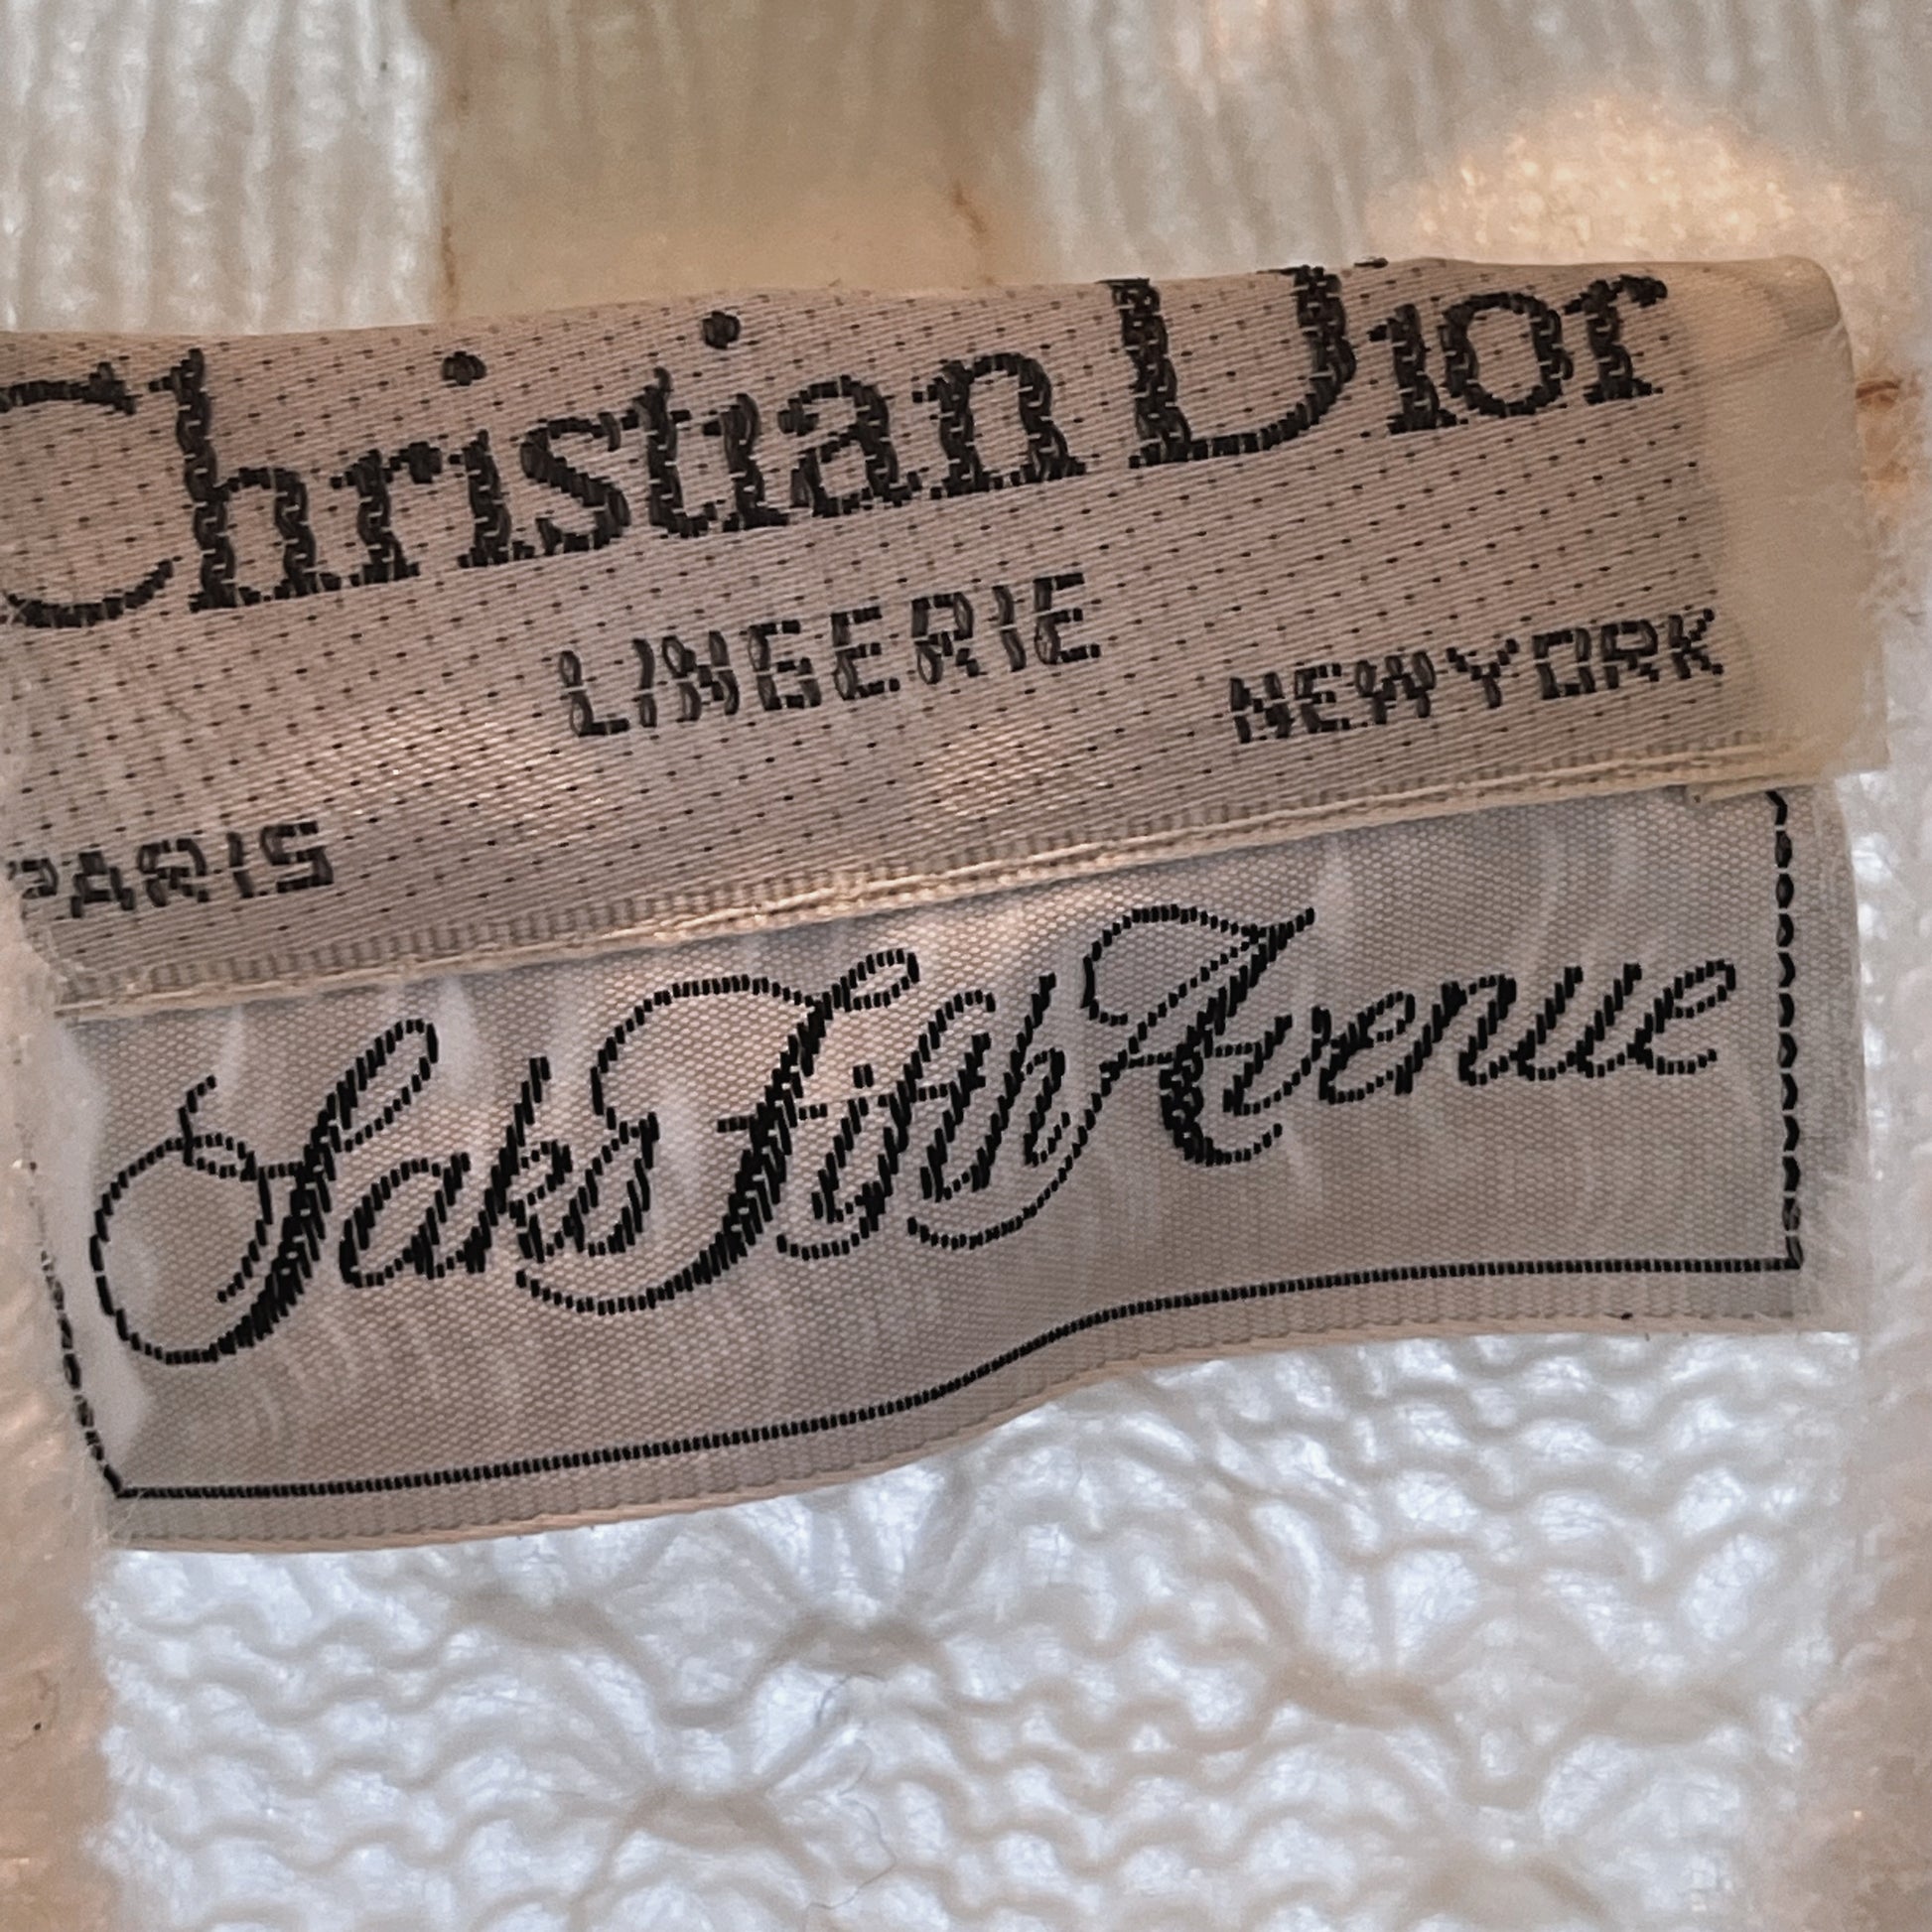 Christian Dior
LINGERIE
PARIS NEW YORK
Saks Fifth Avenue